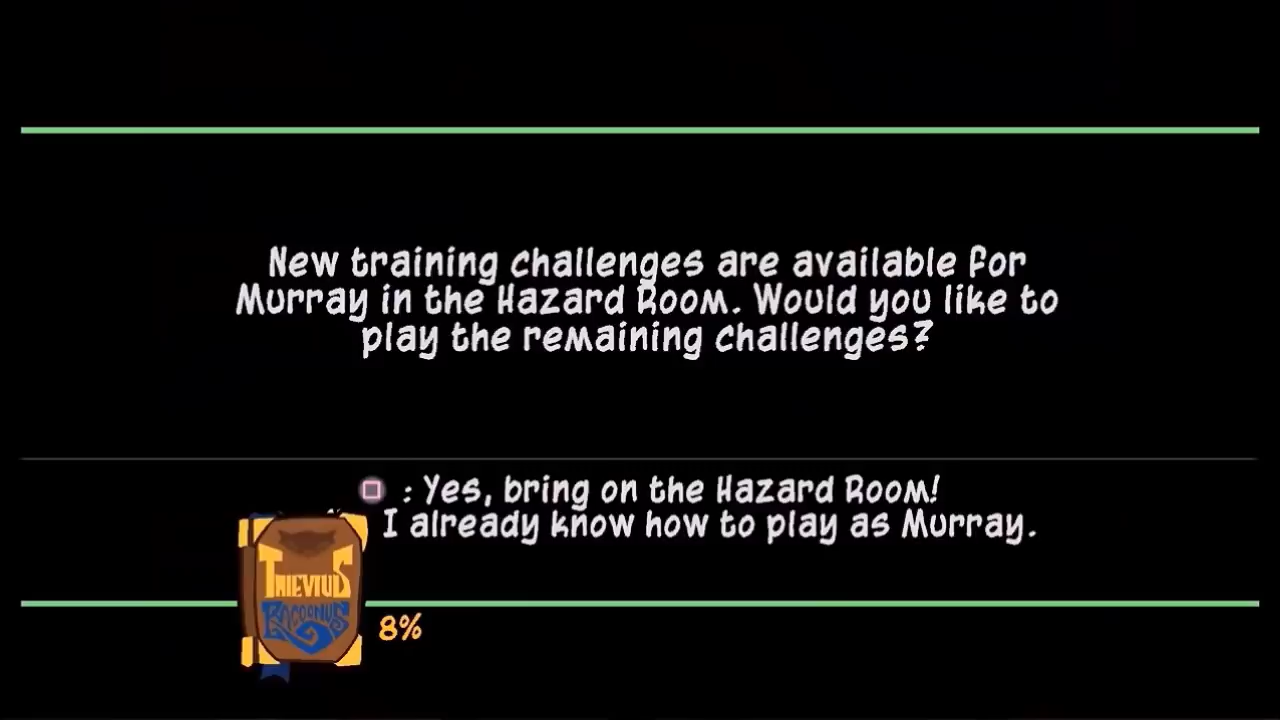 New training challenges are available for
Murray in the Hazard Room. Would you like to
play the remaining challenges?
: Yes, bring on the Hazard Room!
I already know how to play as Murray.
THIEVIUS
RACOONUS
8%